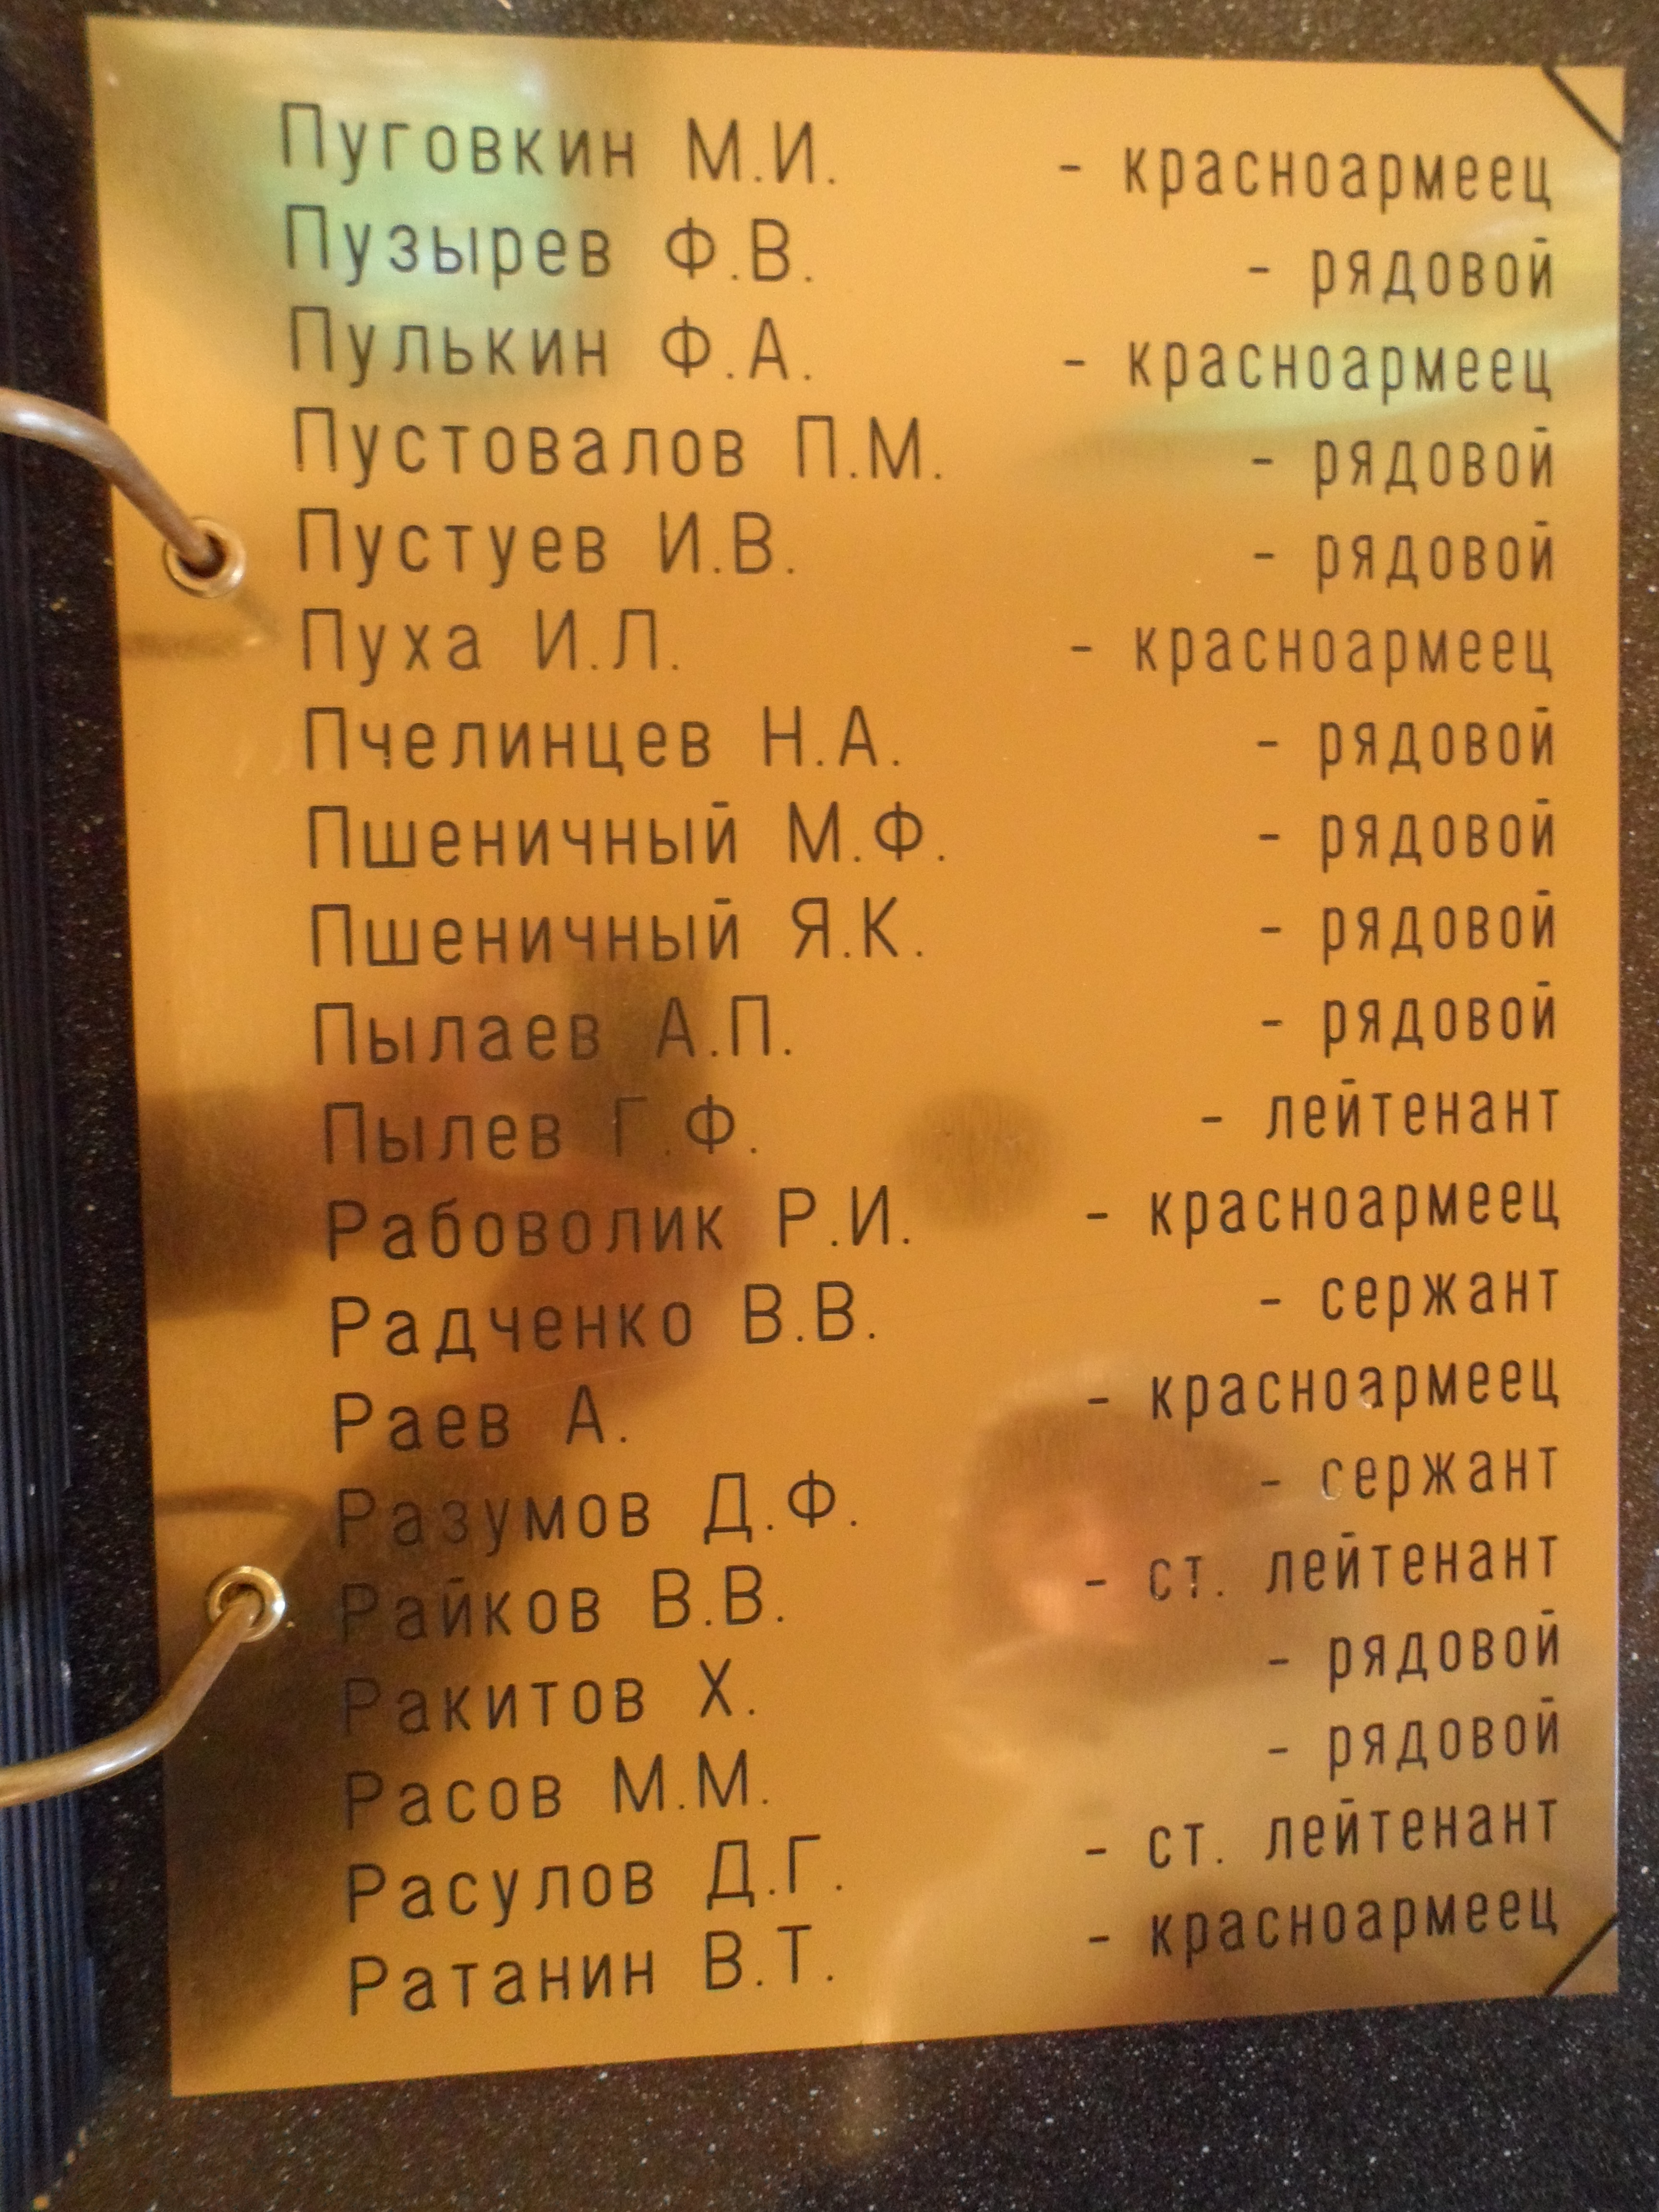 Пуговкин М.И. - красноармеец
Пузырев Ф.В. - рядовой
Пулькин Ф.А. - красноармеец
Пустовалов П.М. - рядовой
Пустуев И.В. - рядовой
Пуха И.Л. - красноармеец
Пчелинцев Н.А. - рядовой
Пшеничный М.Ф. - рядовой
Пшеничный Я.К. - рядовой
Пылаев А.П. - рядовой
Пылев Г.Ф. - лейтенант
Рабоволик Р.И. - красноармеец
Радченко В.В. - сержант
Раев А. - красноармеец
Разумов Д.Ф. - сержант
Райков В.В. - ст. лейтенант
Ракитов Х. - рядовой
Расов М.М. - рядовой
Расулов Д.Г. - ст. лейтенант
Ратанин В.Т. - красноармеец